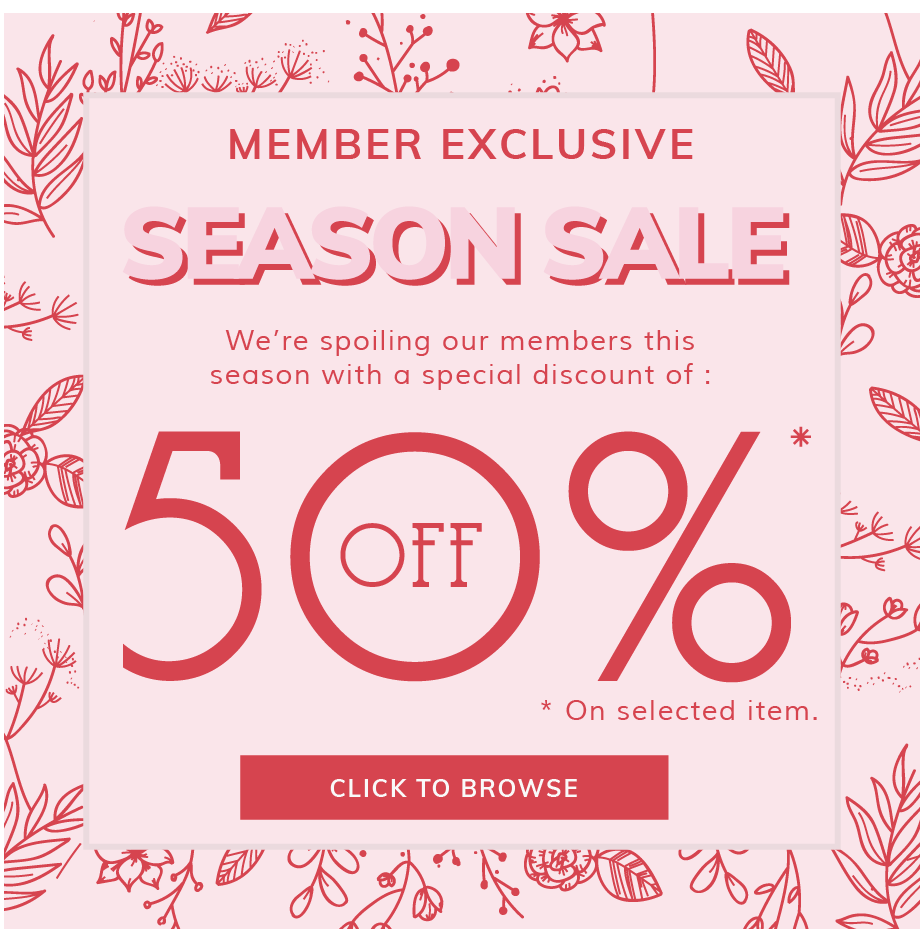 MEMBER EXCLUSIVE
SEASON SALE
We’re spoiling our members this
season with a special discount of :
50%*
OFF
* On selected item.
CLICK TO BROWSE